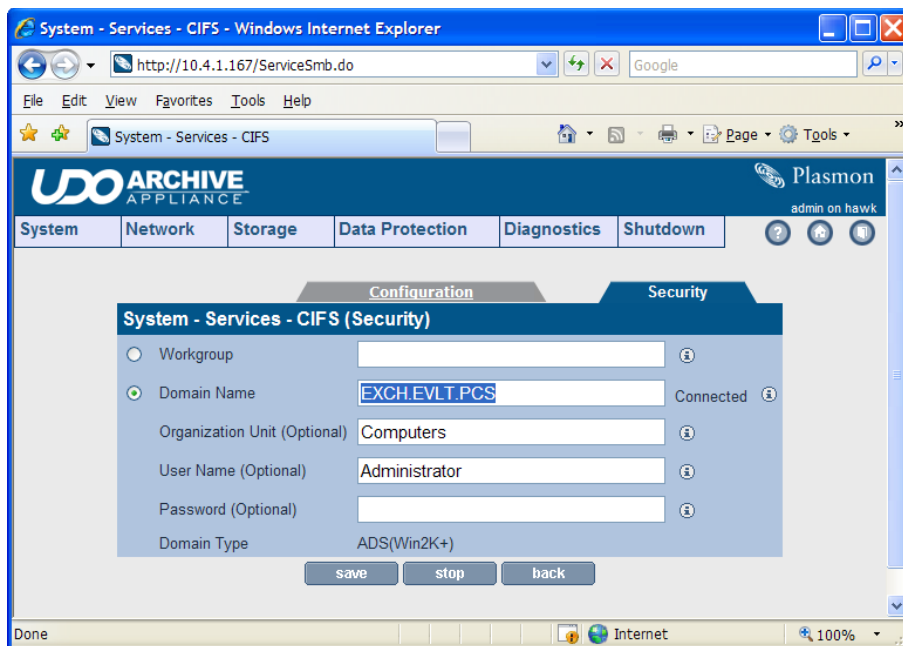 System - Services - CIFS - Windows Internet Explorer
http://10.4.1.167/ServiceSmb.do
Google
File Edit View Favorites Tools Help
System - Services - CIFS
Page Tools
UDO ARCHIVE APPLIANCE
Plasmon
admin on hawk
System Network Storage Data Protection Diagnostics Shutdown
Configuration Security
System - Services - CIFS (Security)
Workgroup
Domain Name EXCH.EVLT.PCS Connected
Organization Unit (Optional) Computers
User Name (Optional) Administrator
Password (Optional)
Domain Type ADS(Win2K+)
save stop back
Done Internet 100%